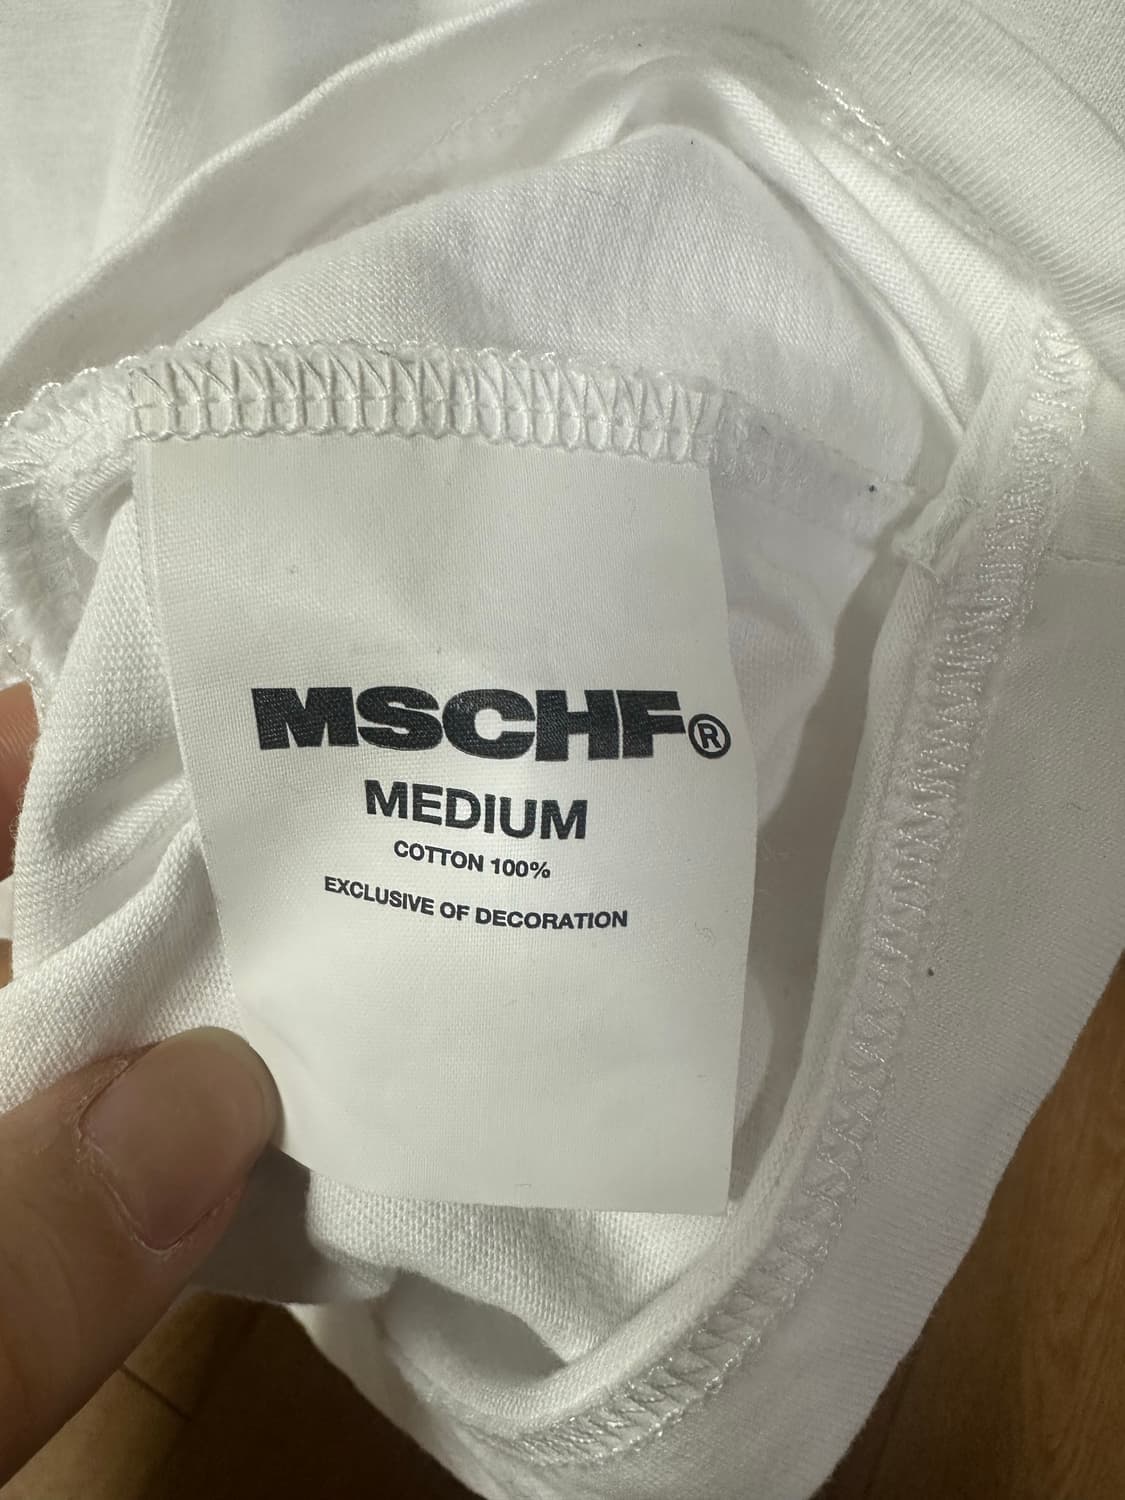 MSCHF®
MEDIUM
COTTON 100%
EXCLUSIVE OF DECORATION